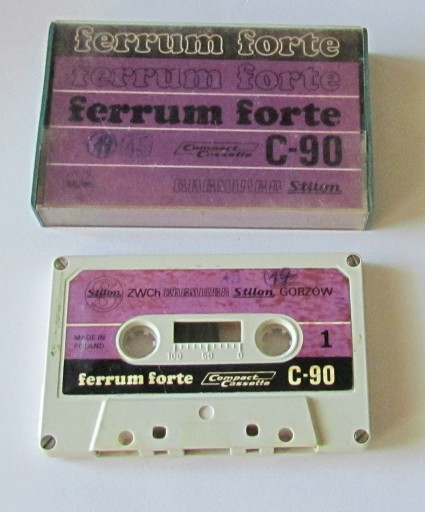 ferrum forte
ferrum forte
ferrum forte
Compact Cassette C-90
Stilon
Stilon ZWCh Stilon GORZÓW
MADE IN POLAND
1
100 50 0
ferrum forte Compact Cassette C-90